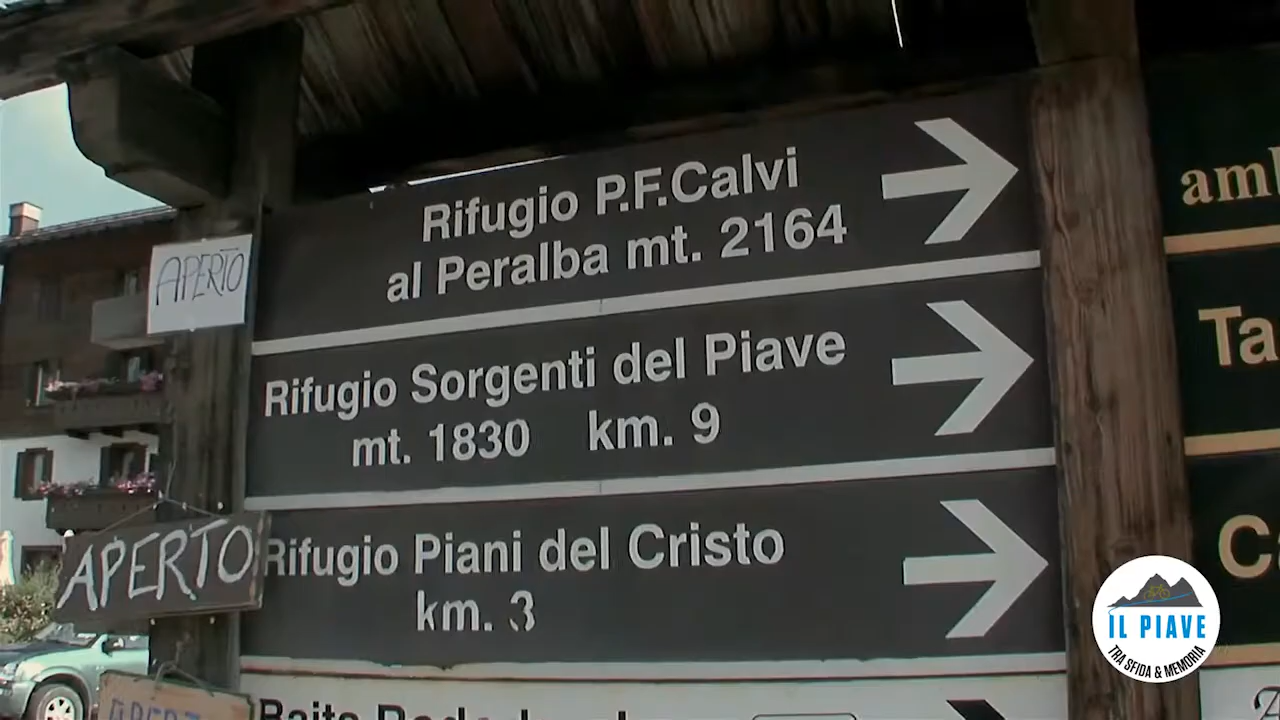 Rifugio P.F.Calvi
al Peralba mt. 2164
APERTO
Rifugio Sorgenti del Piave
mt. 1830 km. 9
Rifugio Piani del Cristo
km. 3
APERTO
IL PIAVE
TRA SFIDA & MEMORIA